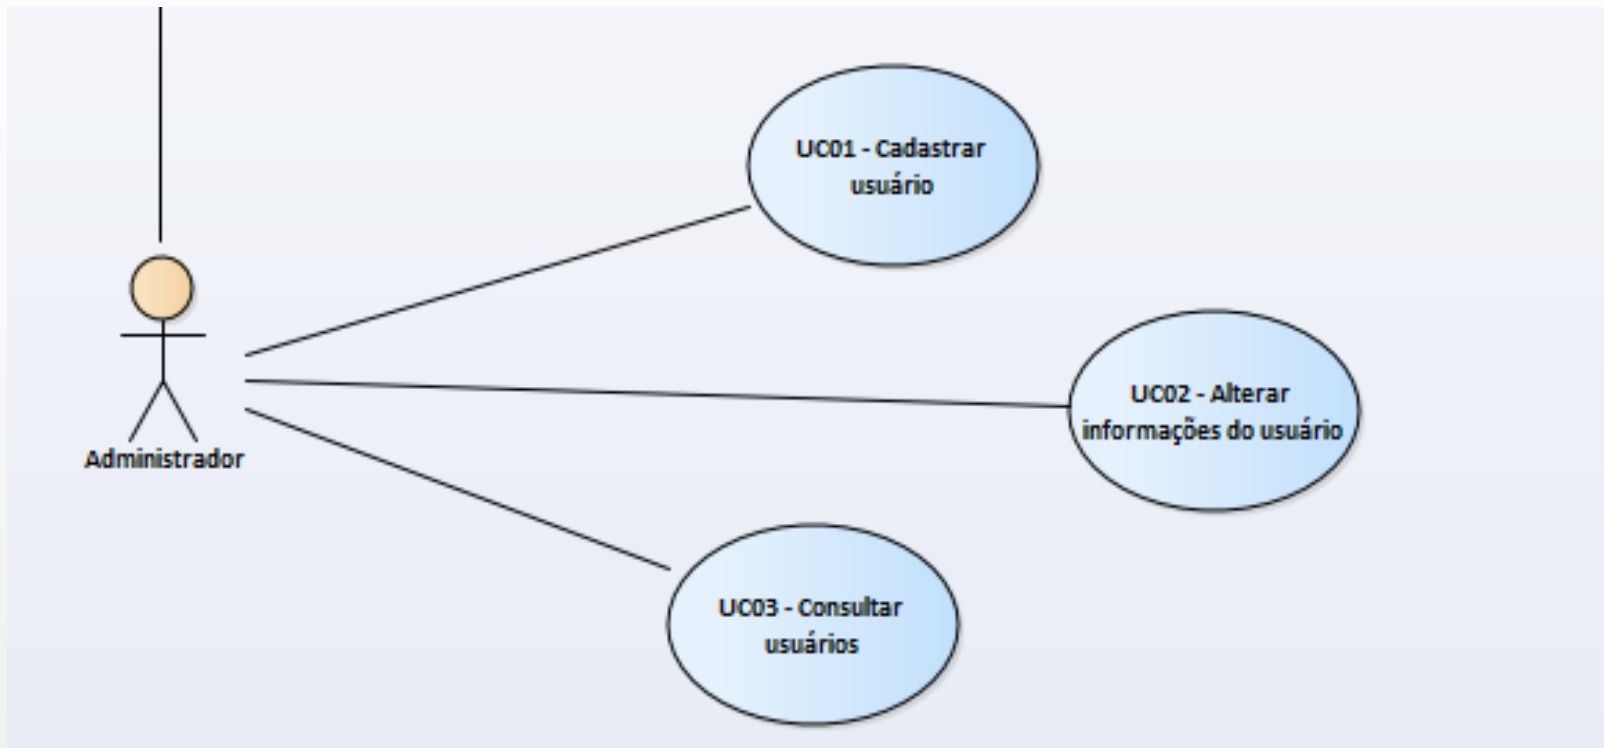 UC01 - Cadastrar
usuário
UC02 - Alterar
informações do usuário
Administrador
UC03 - Consultar
usuários